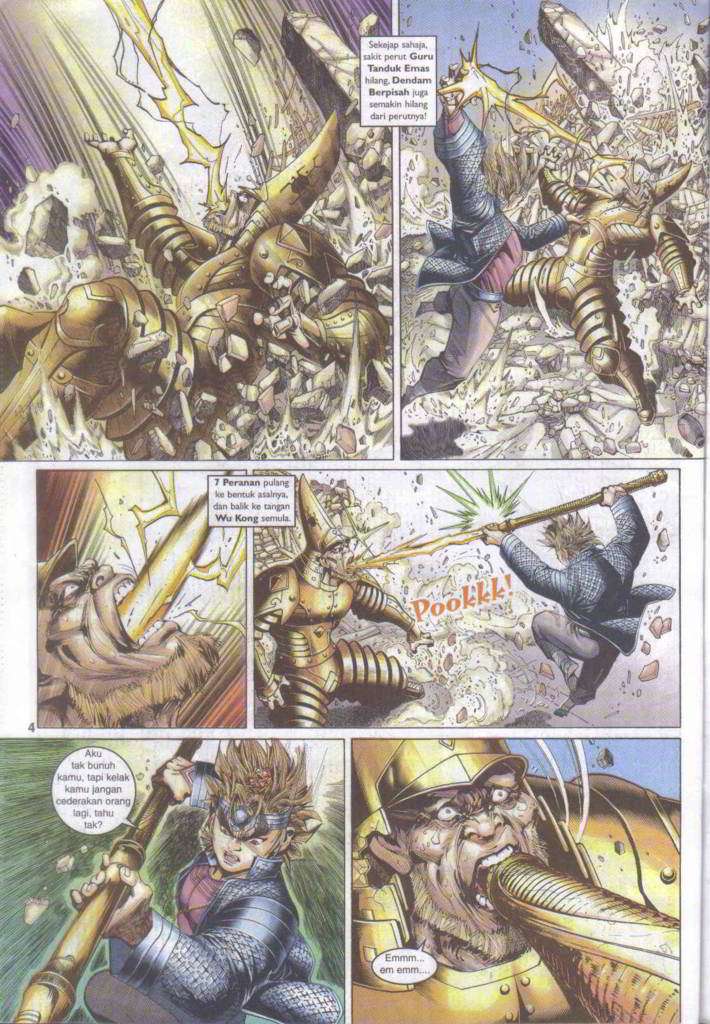 Sekejap sahaja,
sakit perut Guru
Tanduk Emas
hilang, Dendam
Berpisah juga
semakin hilang
dari perutnya!
7 Peranan pulang
ke bentuk asalnya,
dan balik ke tangan
Wu Kong semula.
Pookkk!
4
Aku
tak bunuh
kamu, tapi kelak
kamu jangan
cederakan orang
lagi, tahu
tak?
Emmm...
em emm....